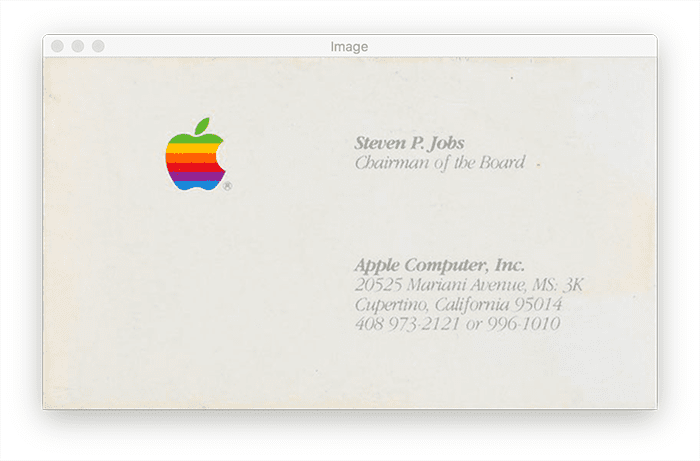 Image
®
Steven P. Jobs
Chairman of the Board
Apple Computer, Inc.
20525 Mariani Avenue, MS: 3K
Cupertino, California 95014
408 973-2121 or 996-1010